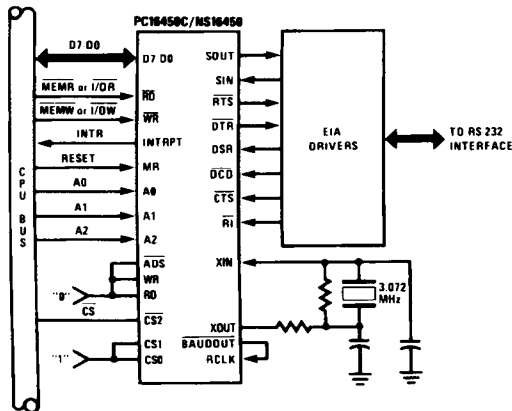 PC16450C/NS16450
D7 D0
D7 D0
MEMR or I/OR
RD
MEMW or I/OW
WR
INTR
INTRPT
RESET
MR
A0
A0
A1
A1
A2
A2
CPU BUS
ADS
WR
RD
"0"
CS
CS2
CS1
CS0
"1"
SOUT
SIN
RTS
DTR
DSR
DCD
CTS
RI
XIN
XOUT
BAUDOUT
RCLK
EIA
DRIVERS
TO RS 232
INTERFACE
3.072
MHz